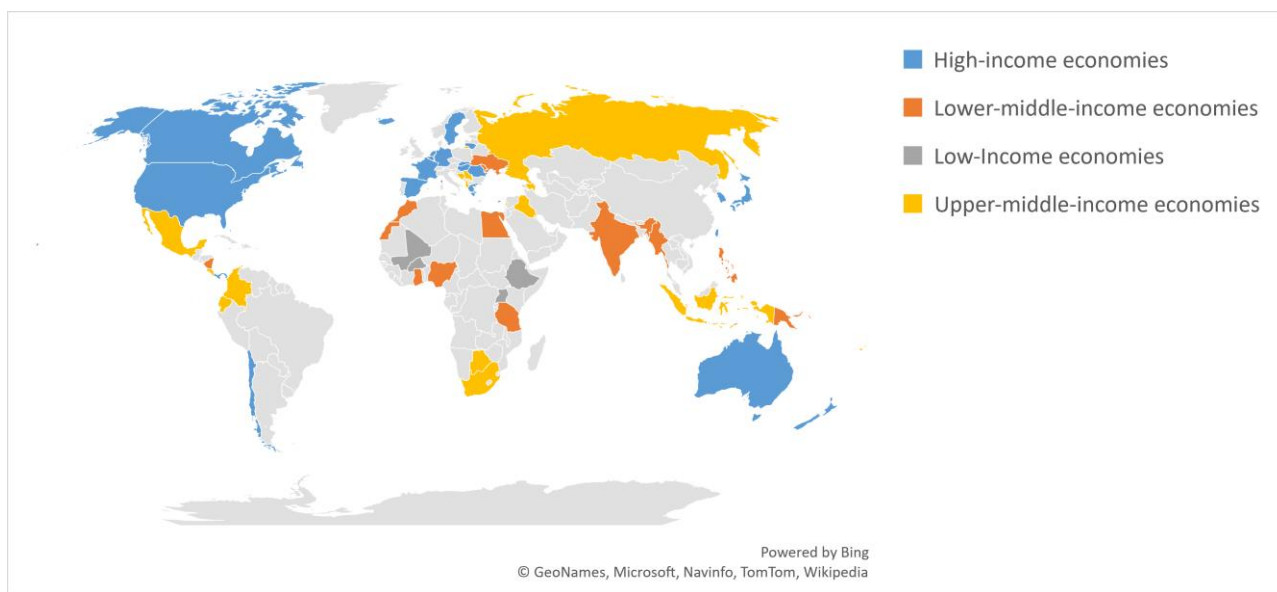 High-income economies
Lower-middle-income economies
Low-Income economies
Upper-middle-income economies
Powered by Bing
© GeoNames, Microsoft, Navinfo, TomTom, Wikipedia